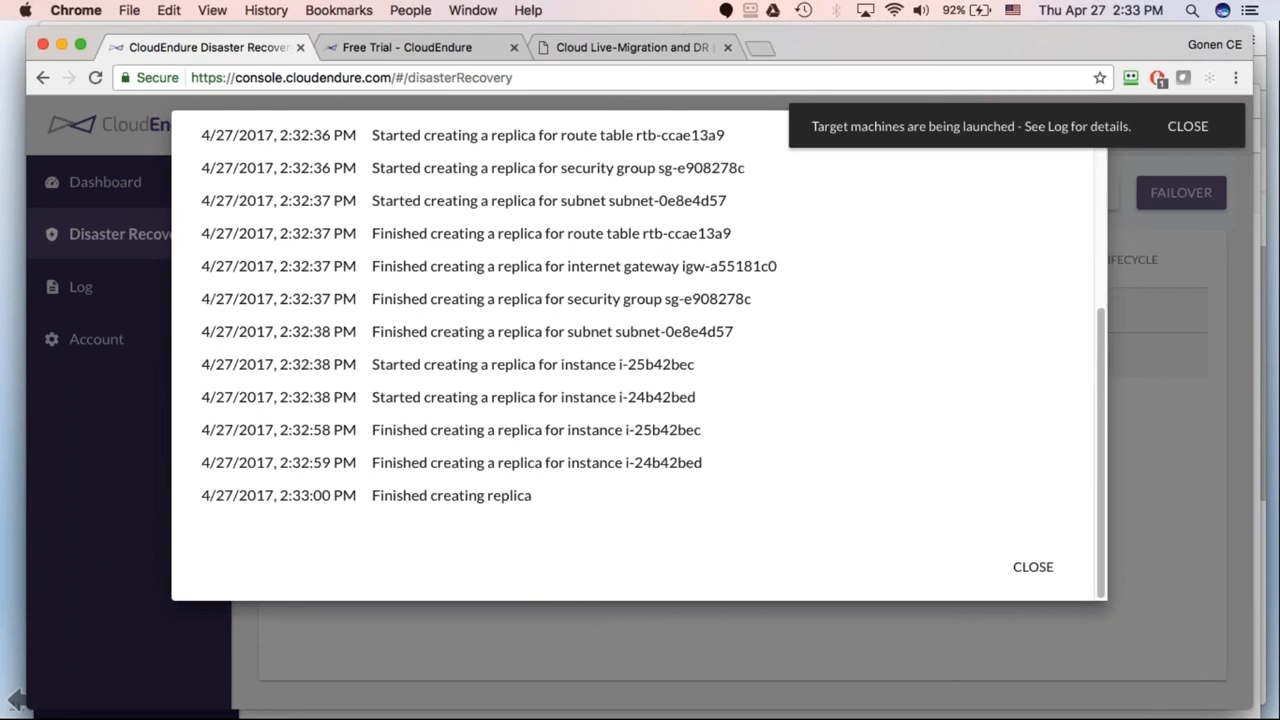 Chrome File Edit View History Bookmarks People Window Help 92% Thu Apr 27 2:33 PM
CloudEndure Disaster Recover Free Trial - CloudEndure Cloud Live-Migration and DR Gonen CE
Secure https://console.cloudendure.com/#/disasterRecovery 1
CloudEn
Target machines are being launched - See Log for details. CLOSE
Dashboard
Disaster Recov
Log
Account
FAILOVER
IFECYCLE
4/27/2017, 2:32:36 PM Started creating a replica for route table rtb-ccae13a9
4/27/2017, 2:32:36 PM Started creating a replica for security group sg-e908278c
4/27/2017, 2:32:37 PM Started creating a replica for subnet subnet-0e8e4d57
4/27/2017, 2:32:37 PM Finished creating a replica for route table rtb-ccae13a9
4/27/2017, 2:32:37 PM Finished creating a replica for internet gateway igw-a55181c0
4/27/2017, 2:32:37 PM Finished creating a replica for security group sg-e908278c
4/27/2017, 2:32:38 PM Finished creating a replica for subnet subnet-0e8e4d57
4/27/2017, 2:32:38 PM Started creating a replica for instance i-25b42bec
4/27/2017, 2:32:38 PM Started creating a replica for instance i-24b42bed
4/27/2017, 2:32:58 PM Finished creating a replica for instance i-25b42bec
4/27/2017, 2:32:59 PM Finished creating a replica for instance i-24b42bed
4/27/2017, 2:33:00 PM Finished creating replica
CLOSE